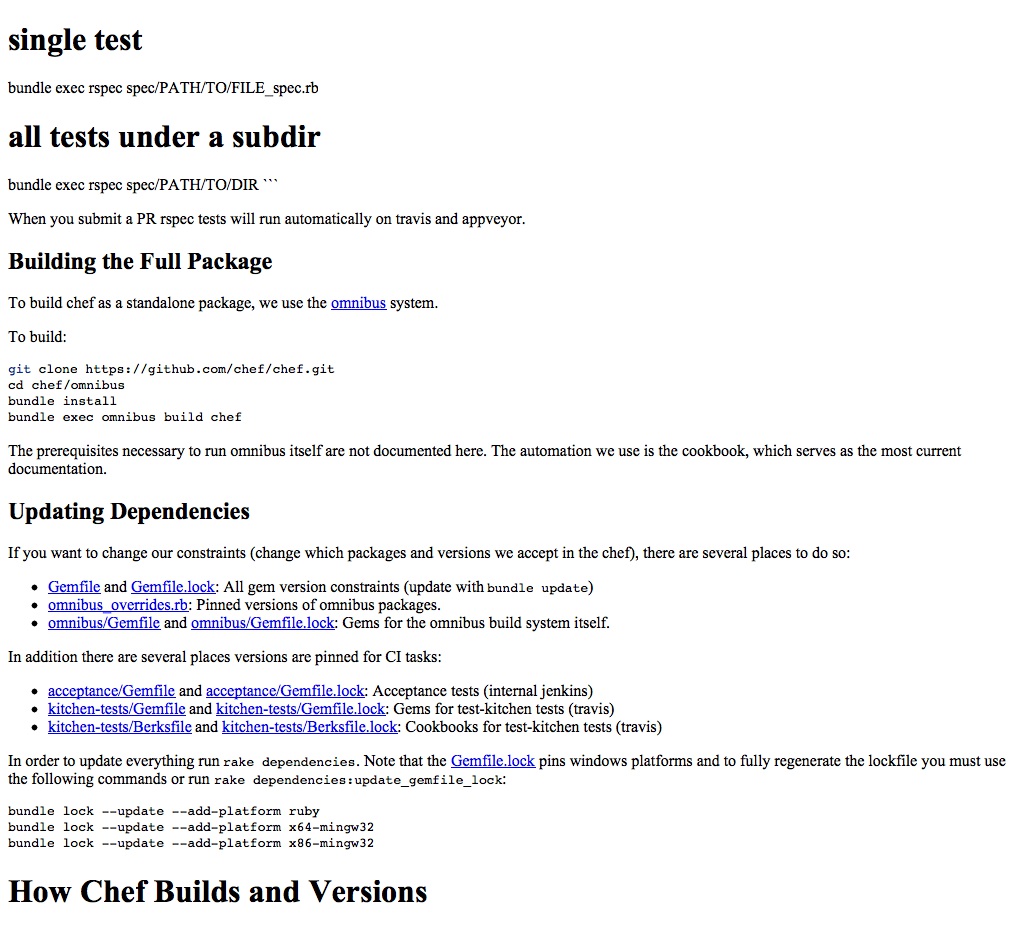 single test
bundle exec rspec spec/PATH/TO/FILE_spec.rb
all tests under a subdir
bundle exec rspec spec/PATH/TO/DIR ```
When you submit a PR rspec tests will run automatically on travis and appveyor.
Building the Full Package
To build chef as a standalone package, we use the omnibus system.
To build:
git clone https://github.com/chef/chef.git
cd chef/omnibus
bundle install
bundle exec omnibus build chef
The prerequisites necessary to run omnibus itself are not documented here. The automation we use is the cookbook, which serves as the most current
documentation.
Updating Dependencies
If you want to change our constraints (change which packages and versions we accept in the chef), there are several places to do so:
• Gemfile and Gemfile.lock: All gem version constraints (update with bundle update)
• omnibus_overrides.rb: Pinned versions of omnibus packages.
• omnibus/Gemfile and omnibus/Gemfile.lock: Gems for the omnibus build system itself.
In addition there are several places versions are pinned for CI tasks:
• acceptance/Gemfile and acceptance/Gemfile.lock: Acceptance tests (internal jenkins)
• kitchen-tests/Gemfile and kitchen-tests/Gemfile.lock: Gems for test-kitchen tests (travis)
• kitchen-tests/Berksfile and kitchen-tests/Berksfile.lock: Cookbooks for test-kitchen tests (travis)
In order to update everything run rake dependencies. Note that the Gemfile.lock pins windows platforms and to fully regenerate the lockfile you must use
the following commands or run rake dependencies:update_gemfile_lock:
bundle lock --update --add-platform ruby
bundle lock --update --add-platform x64-mingw32
bundle lock --update --add-platform x86-mingw32
How Chef Builds and Versions